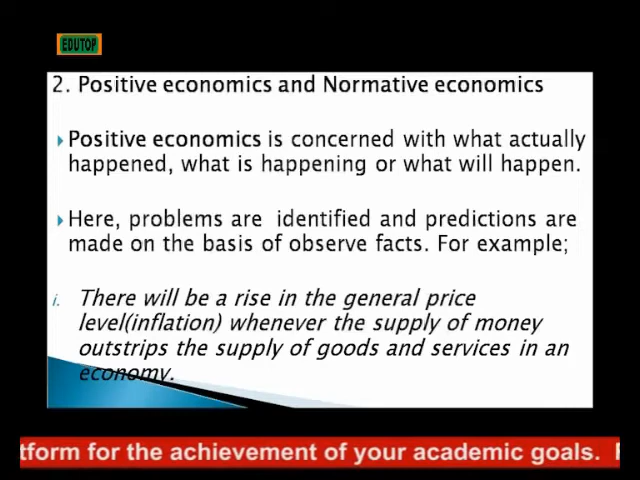 EDUTOP
2. Positive economics and Normative economics
Positive economics is concerned with what actually
happened, what is happening or what will happen.
Here, problems are identified and predictions are
made on the basis of observe facts. For example;
i. There will be a rise in the general price
level(inflation) whenever the supply of money
outstrips the supply of goods and services in an
economy.
tform for the achievement of your academic goals.